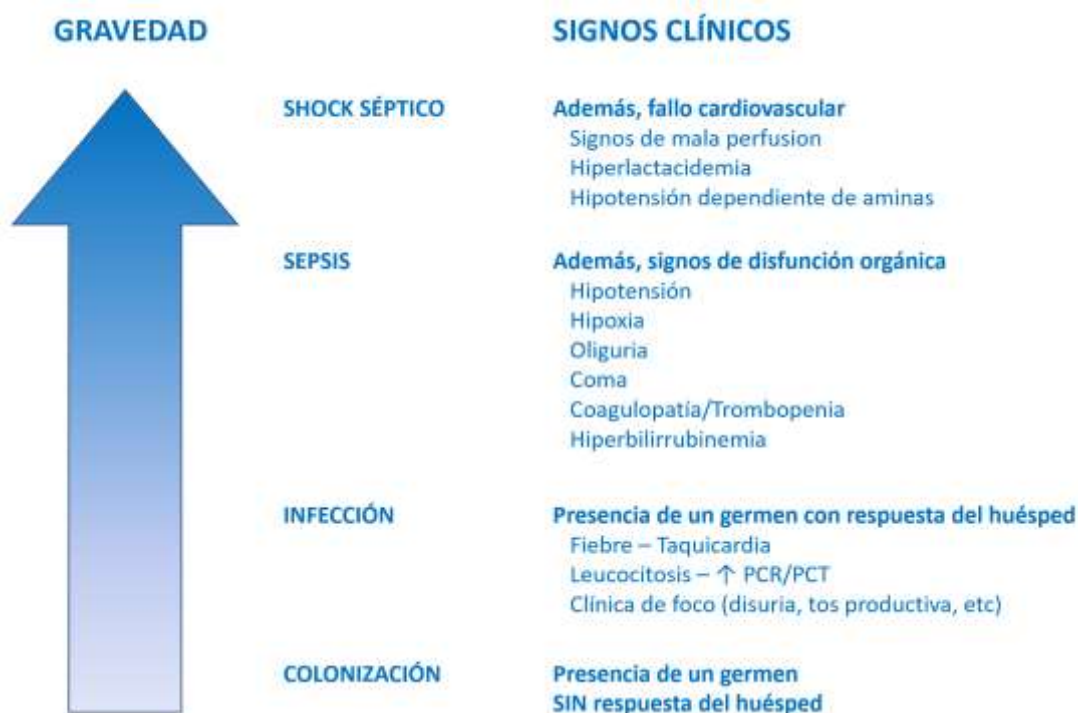 GRAVEDAD
SIGNOS CLÍNICOS
SHOCK SÉPTICO
Además, fallo cardiovascular
Signos de mala perfusion
Hiperlactacidemia
Hipotensión dependiente de aminas
SEPSIS
Además, signos de disfunción orgánica
Hipotensión
Hipoxia
Oliguria
Coma
Coagulopatía/Trombopenia
Hiperbilirrubinemia
INFECCIÓN
Presencia de un germen con respuesta del huésped
Fiebre – Taquicardia
Leucocitosis – ↑ PCR/PCT
Clínica de foco (disuria, tos productiva, etc)
COLONIZACIÓN
Presencia de un germen
SIN respuesta del huésped